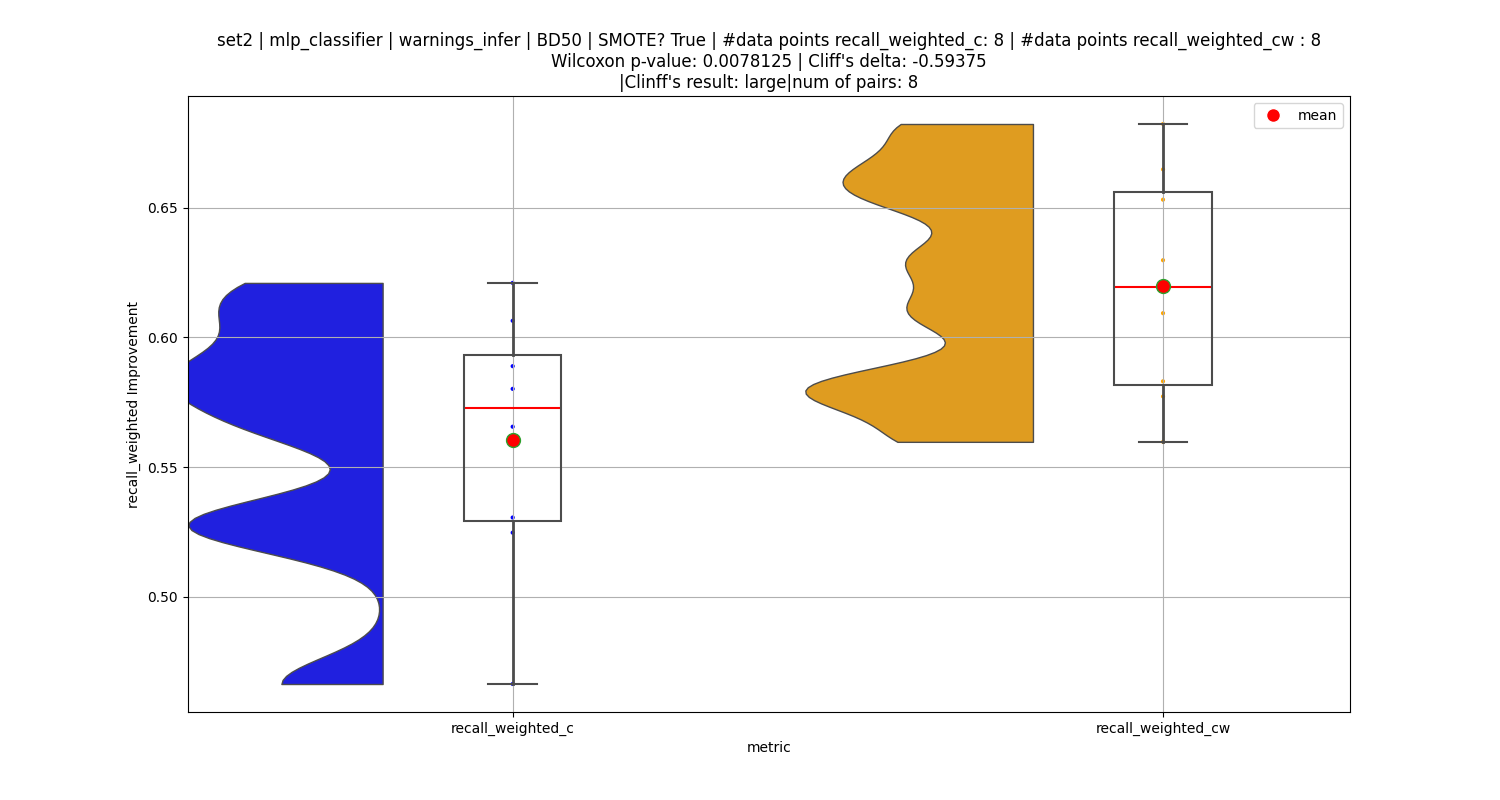 set2 | mlp_classifier | warnings_infer | BD50 | SMOTE? True | #data points recall_weighted_c: 8 | #data points recall_weighted_cw : 8
Wilcoxon p-value: 0.0078125 | Cliff's delta: -0.59375
|Clinff's result: large|num of pairs: 8
mean
0.65
0.60
0.55
0.50
recall_weighted Improvement
recall_weighted_c
recall_weighted_cw
metric